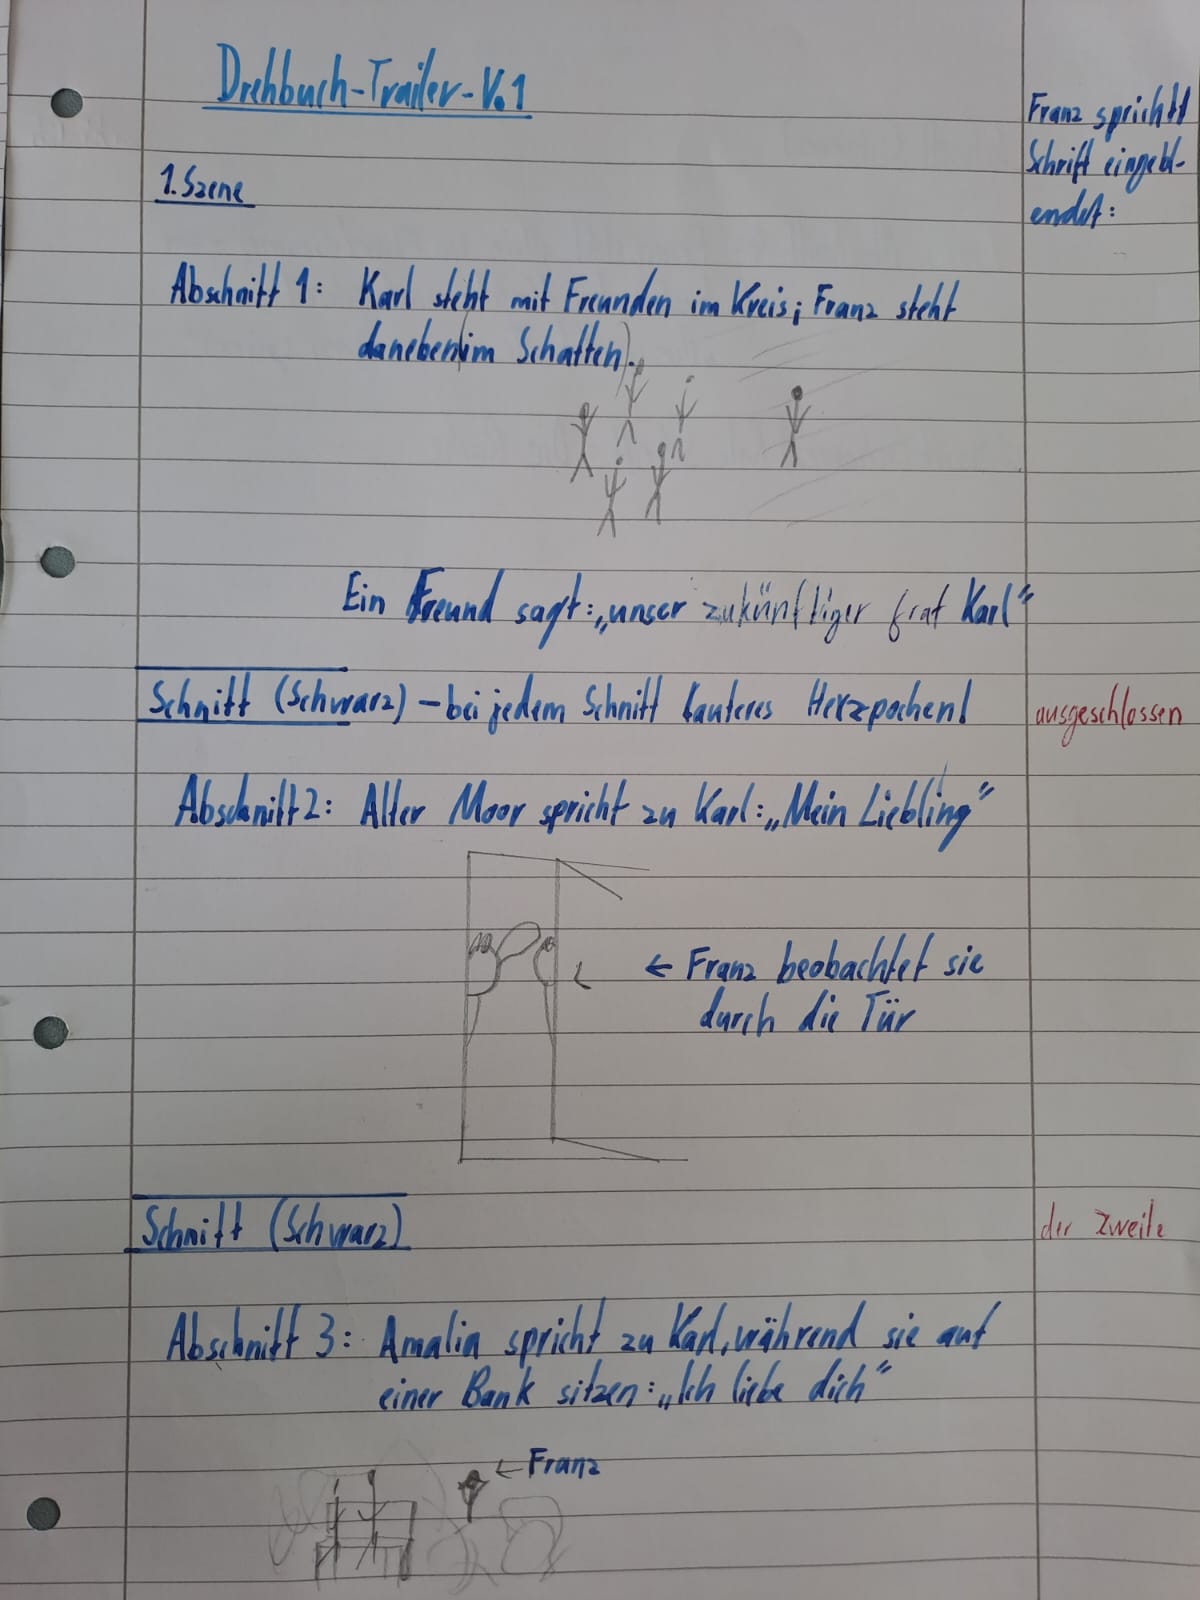 Drehbuch-Trailer-V.1
Franz spricht
Schrift eingebl-
endet:
1. Szene
Abschnitt 1: Karl steht mit Freunden im Kreis; Franz steht
daneben(im Schatten).
Ein Freund sagt: „unser zukünftiger graf Karl"
Schnitt (Schwarz) – bei jedem Schnitt lauteres Herzpochen!
ausgeschlossen
Abschnitt 2: Alter Moor spricht zu Karl: „Mein Liebling"
← Franz beobachtet sie
durch die Tür
Schnitt (Schwarz)
der zweite
Abschnitt 3: Amalia spricht zu Karl, während sie auf
einer Bank sitzen: „Ich liebe dich"
← Franz